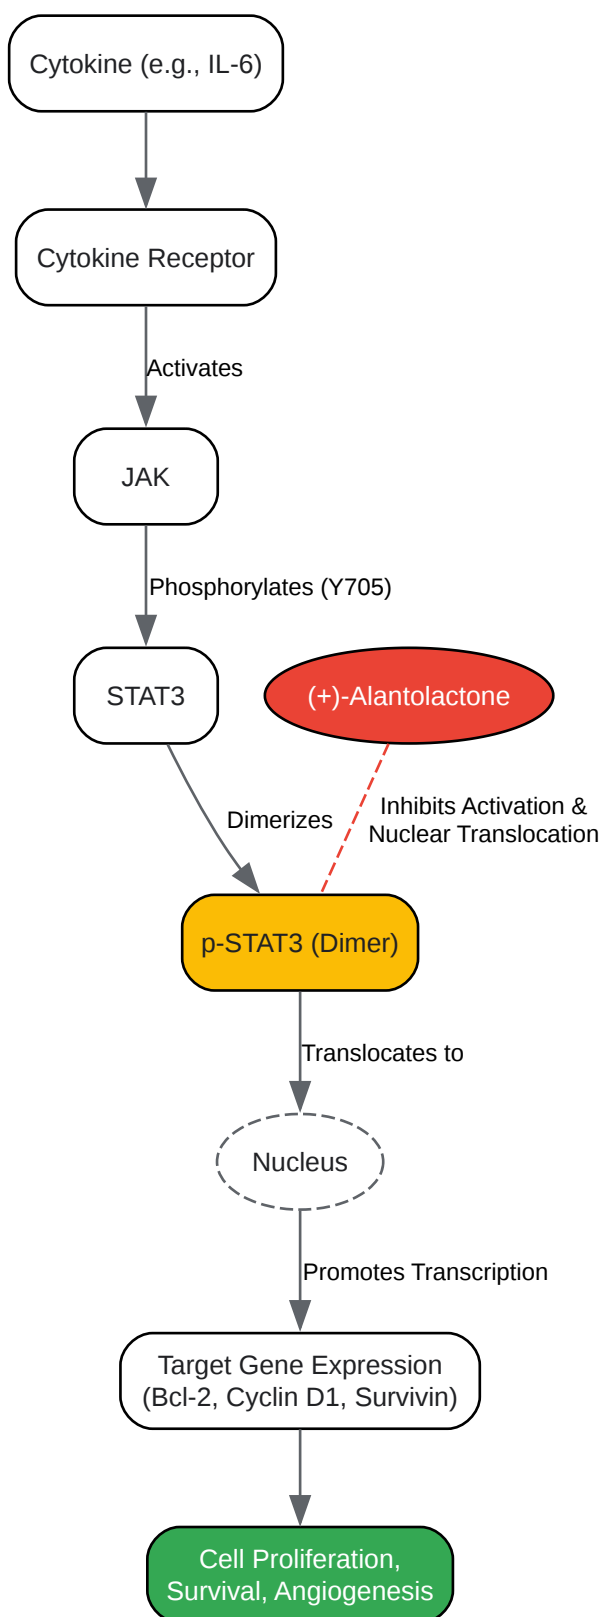 Cytokine (e.g., IL-6)
Cytokine Receptor
Activates
JAK
Phosphorylates (Y705)
STAT3
(+)-Alantolactone
Dimerizes
Inhibits Activation &
Nuclear Translocation
p-STAT3 (Dimer)
Translocates to
Nucleus
Promotes Transcription
Target Gene Expression
(Bcl-2, Cyclin D1, Survivin)
Cell Proliferation,
Survival, Angiogenesis